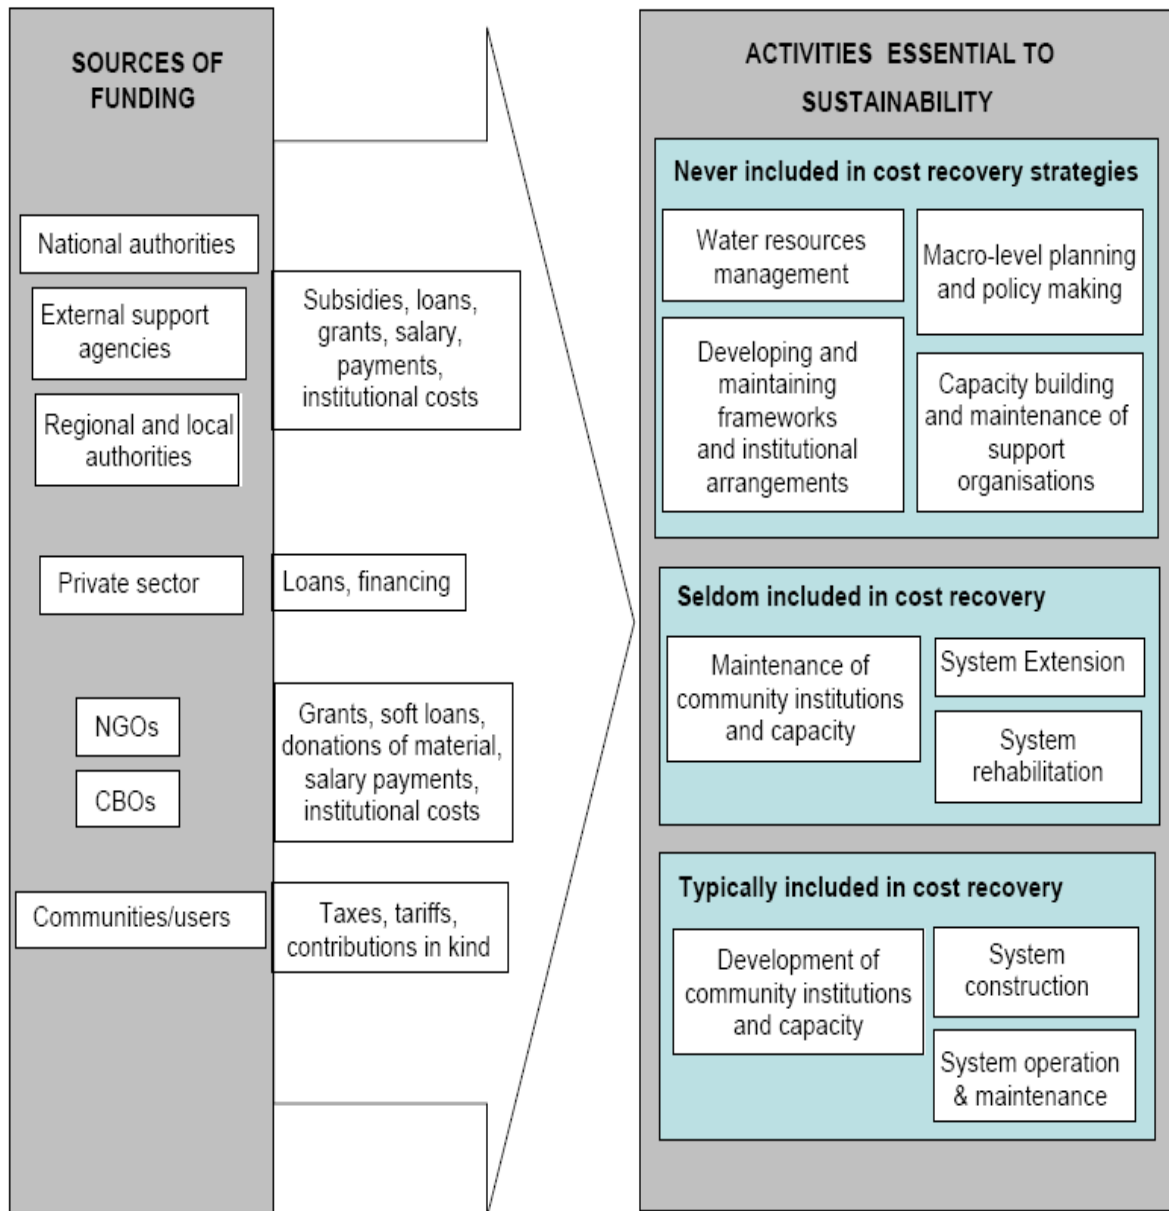 SOURCES OF
FUNDING
National authorities
External support
agencies
Regional and local
authorities
Private sector
NGOs
CBOs
Communities/users
Subsidies, loans,
grants, salary,
payments,
institutional costs
Loans, financing
Grants, soft loans,
donations of material,
salary payments,
institutional costs
Taxes, tariffs,
contributions in kind
ACTIVITIES ESSENTIAL TO
SUSTAINABILITY
Never included in cost recovery strategies
Water resources
management
Macro-level planning
and policy making
Developing and
maintaining
frameworks
and institutional
arrangements
Capacity building
and maintenance of
support
organisations
Seldom included in cost recovery
Maintenance of
community institutions
and capacity
System Extension
System
rehabilitation
Typically included in cost recovery
Development of
community institutions
and capacity
System
construction
System operation
& maintenance